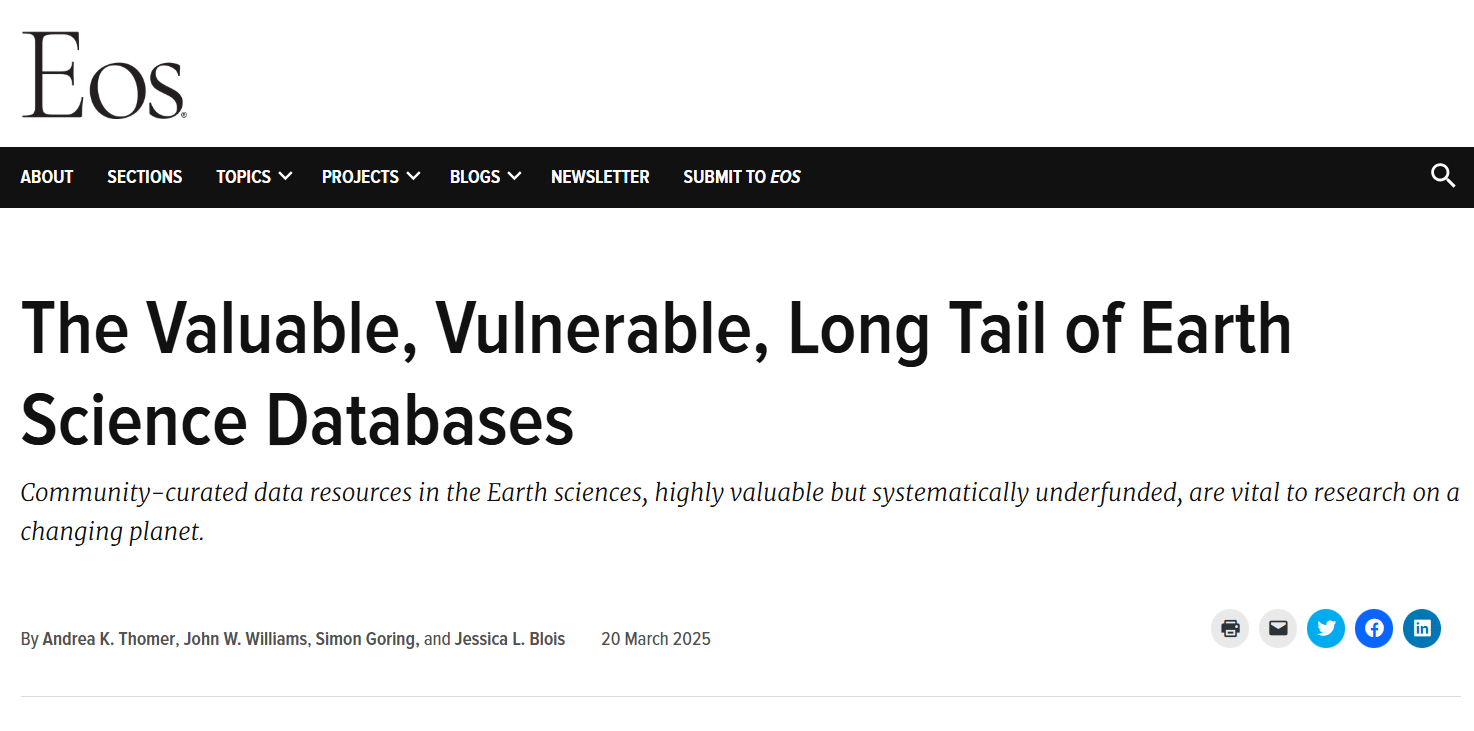 Eos®
ABOUT SECTIONS TOPICS PROJECTS BLOGS NEWSLETTER SUBMIT TO EOS
The Valuable, Vulnerable, Long Tail of Earth
Science Databases
Community-curated data resources in the Earth sciences, highly valuable but systematically underfunded, are vital to research on a
changing planet.
By Andrea K. Thomer, John W. Williams, Simon Goring, and Jessica L. Blois 20 March 2025